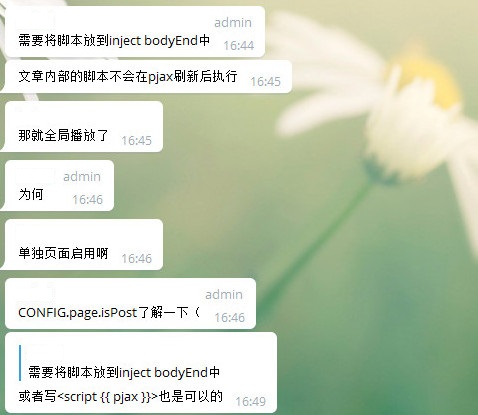 admin
需要将脚本放到inject bodyEnd中
16:44
文章内部的脚本不会在pjax刷新后执行
16:45
那就全局播放了
16:45
admin
为何
16:46
单独页面启用啊
16:46
admin
CONFIG.page.isPost了解一下（
16:46
需要将脚本放到inject bodyEnd中
或者写<script {{ pjax }}>也是可以的
16:49